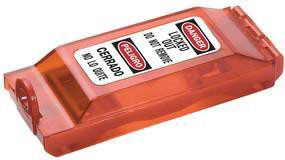 DANGER
LOCKED
OUT
DO NOT REMOVE
PELIGRO
CERRADO
NO LO QUITE